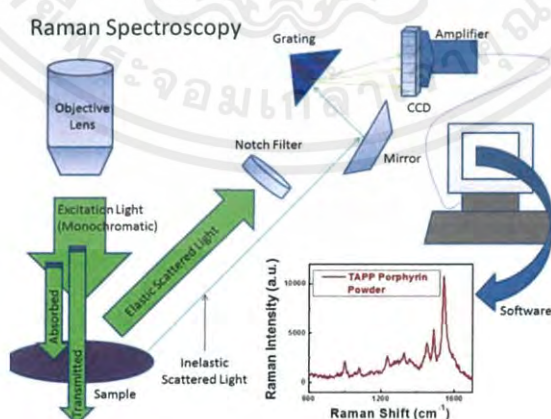 Raman Spectroscopy
Grating
Amplifier
Objective
Lens
CCD
Notch Filter
Mirror
Excitation Light
(Monochromatic)
Elastic Scattered Light
Absorbed
Transmitted
Sample
Inelastic
Scattered Light
Software
TAPP Porphyrin
Powder
Raman Intensity (a.u.)
10000
5000
0
800
1200
1600
Raman Shift (cm-1)